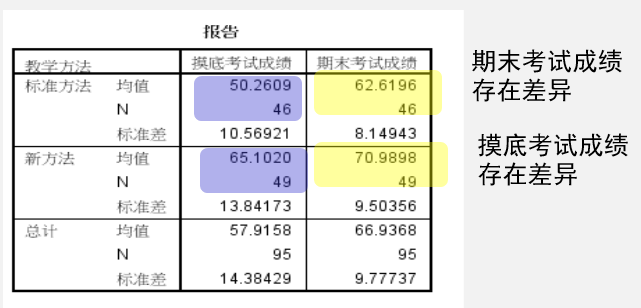 报告
教学方法 摸底考试成绩 期末考试成绩
标准方法 均值 50.2609 62.6196
N 46 46
标准差 10.56921 8.14943
新方法 均值 65.1020 70.9898
N 49 49
标准差 13.84173 9.50356
总计 均值 57.9158 66.9368
N 95 95
标准差 14.38429 9.77737
期末考试成绩
存在差异
摸底考试成绩
存在差异